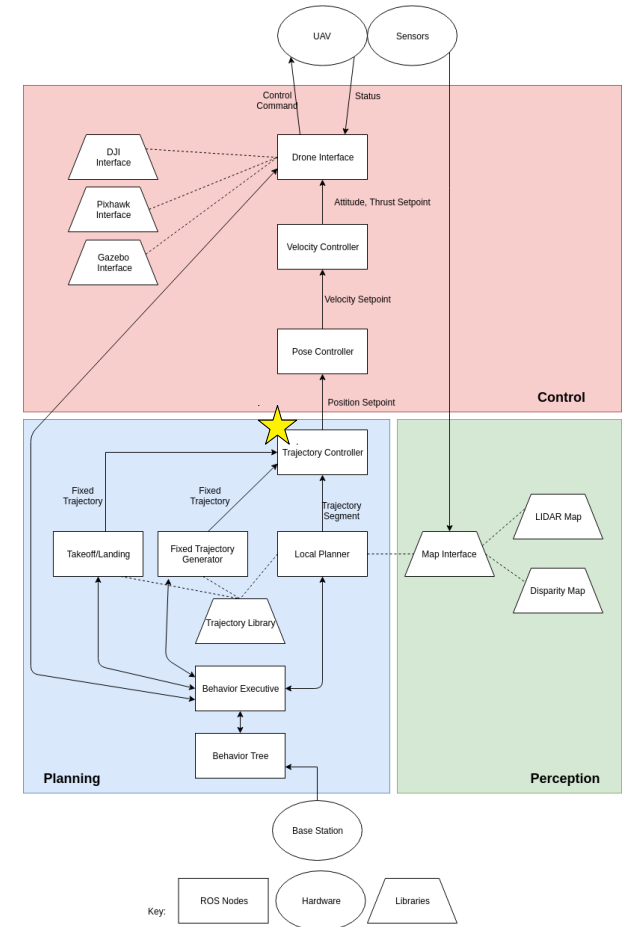 UAV
Sensors
Control
Command
Status
DJI
Interface
Drone Interface
Pixhawk
Interface
Attitude, Thrust Setpoint
Gazebo
Interface
Velocity Controller
Velocity Setpoint
Pose Controller
Control
Position Setpoint
Trajectory Controller
Fixed
Trajectory
Fixed
Trajectory
Trajectory
Segment
LIDAR Map
Takeoff/Landing
Fixed Trajectory
Generator
Local Planner
Map Interface
Disparity Map
Trajectory Library
Behavior Executive
Behavior Tree
Planning
Perception
Base Station
Key:
ROS Nodes
Hardware
Libraries